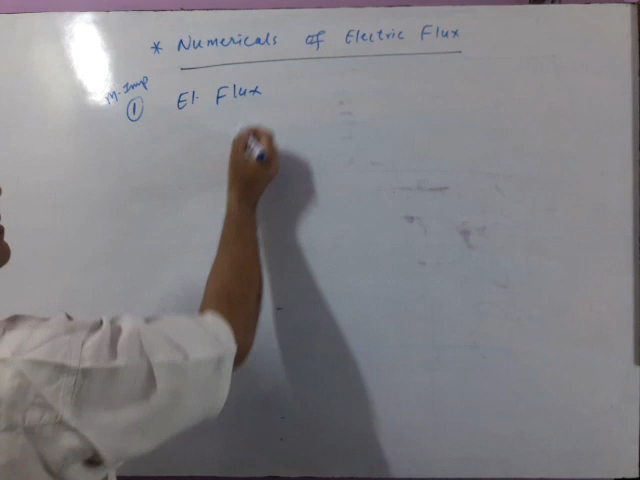 * Numericals of Electric Flux
M. Imp
① El. Flux